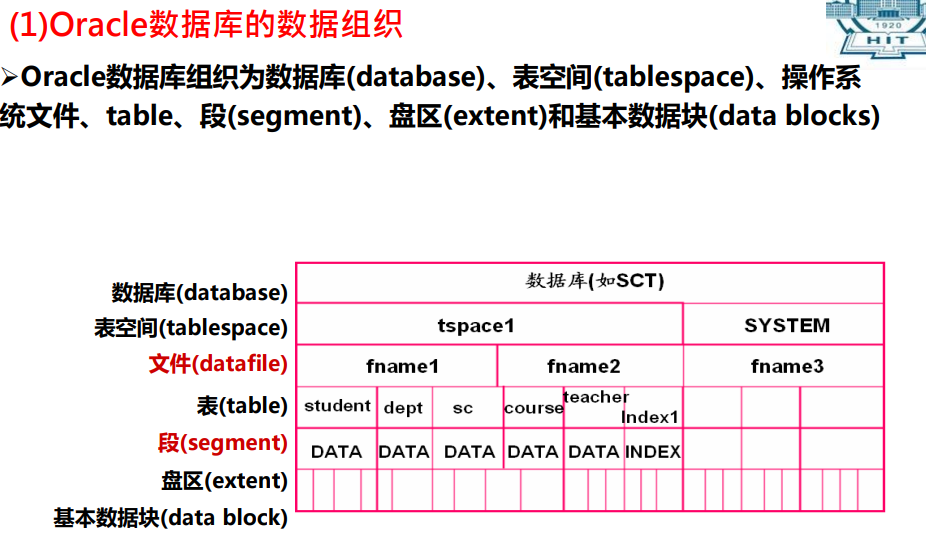 (1)Oracle数据库的数据组织
1920
HIT
➢Oracle数据库组织为数据库(database)、表空间(tablespace)、操作系
统文件、table、段(segment)、盘区(extent)和基本数据块(data blocks)
数据库(database) 数据库(如SCT)
表空间(tablespace) tspace1 SYSTEM
文件(datafile) fname1 fname2 fname3
表(table) student dept sc course teacher Index1
段(segment) DATA DATA DATA DATA DATA INDEX
盘区(extent)
基本数据块(data block)